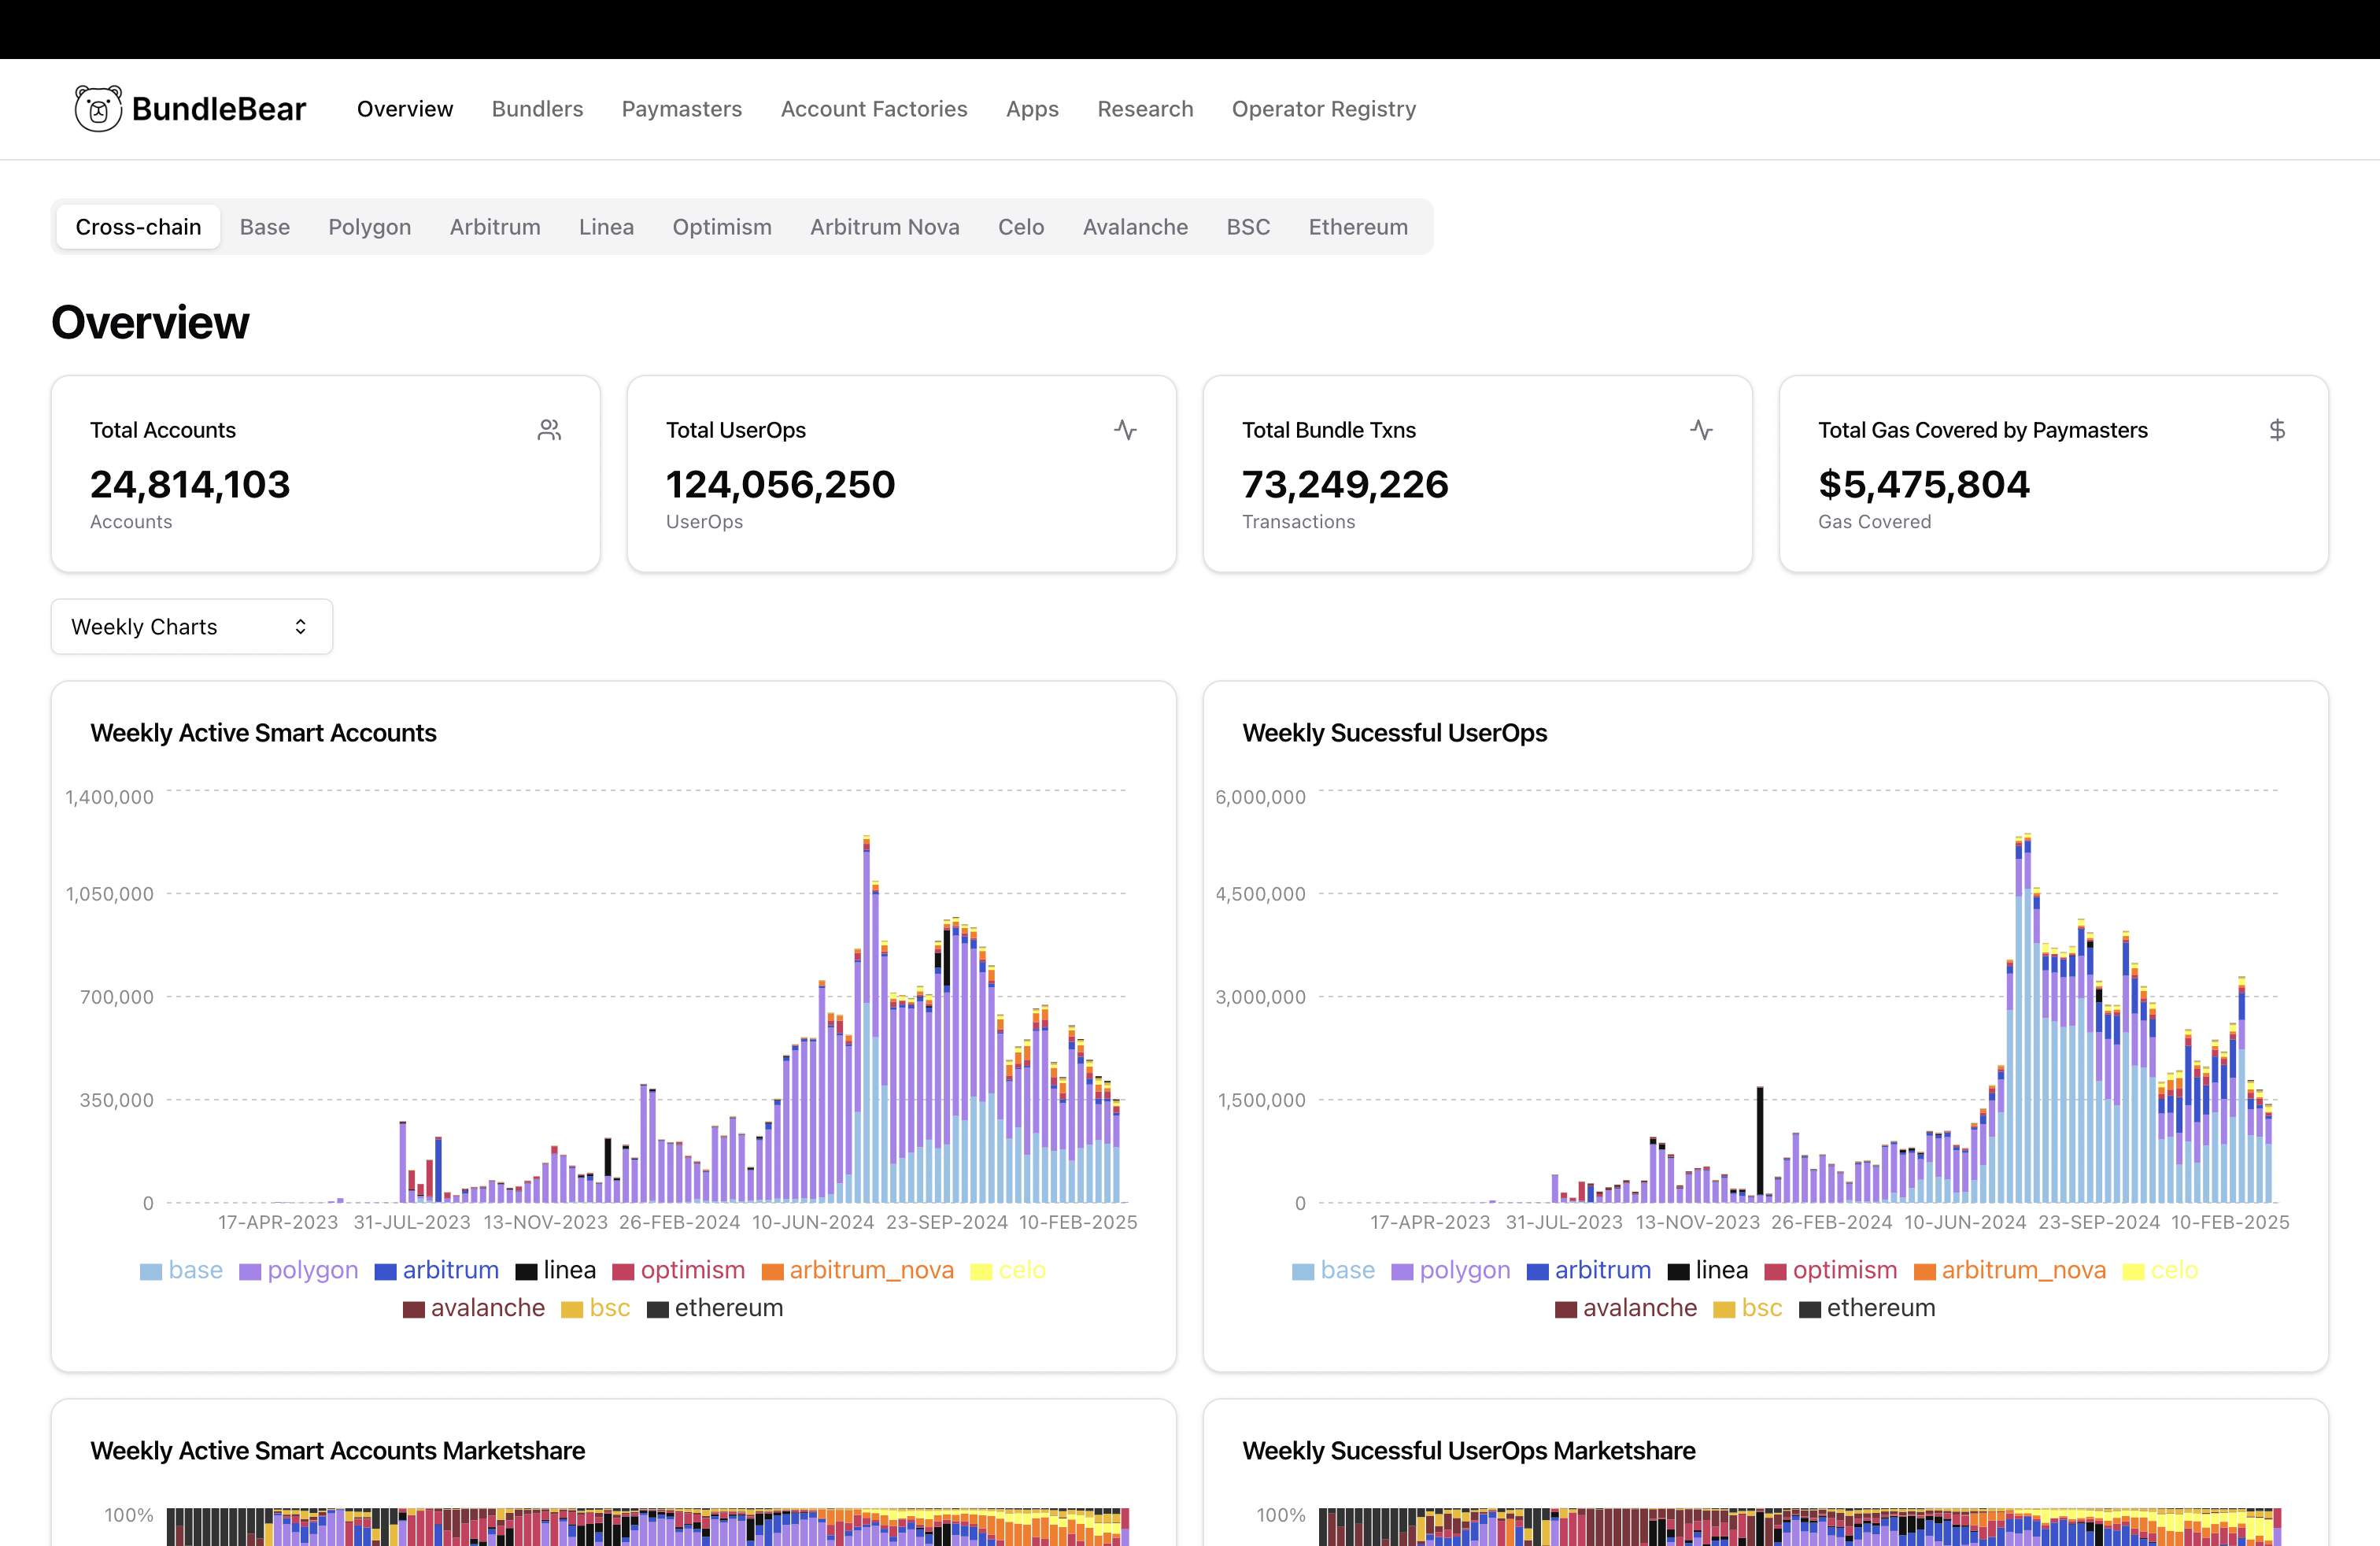 BundleBear Overview Bundlers Paymasters Account Factories Apps Research Operator Registry
Cross-chain Base Polygon Arbitrum Linea Optimism Arbitrum Nova Celo Avalanche BSC Ethereum
Overview
Total Accounts
24,814,103
Accounts
Total UserOps
124,056,250
UserOps
Total Bundle Txns
73,249,226
Transactions
Total Gas Covered by Paymasters
$5,475,804
Gas Covered
Weekly Charts
Weekly Active Smart Accounts
1,400,000
1,050,000
700,000
350,000
0
17-APR-2023 31-JUL-2023 13-NOV-2023 26-FEB-2024 10-JUN-2024 23-SEP-2024 10-FEB-2025
base polygon arbitrum linea optimism arbitrum_nova celo
avalanche bsc ethereum
Weekly Sucessful UserOps
6,000,000
4,500,000
3,000,000
1,500,000
0
17-APR-2023 31-JUL-2023 13-NOV-2023 26-FEB-2024 10-JUN-2024 23-SEP-2024 10-FEB-2025
base polygon arbitrum linea optimism arbitrum_nova celo
avalanche bsc ethereum
Weekly Active Smart Accounts Marketshare
100%
Weekly Sucessful UserOps Marketshare
100%